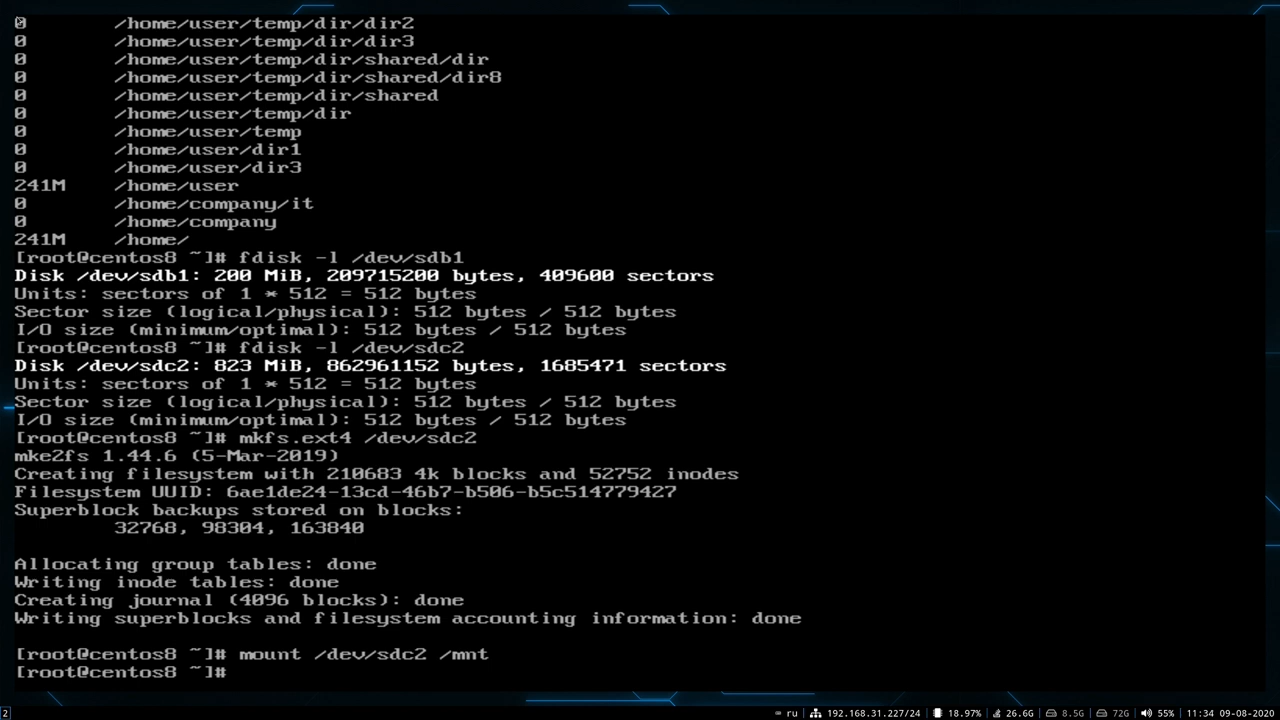 0 /home/user/temp/dir/dir2
0 /home/user/temp/dir/dir3
0 /home/user/temp/dir/shared/dir
0 /home/user/temp/dir/shared/dir8
0 /home/user/temp/dir/shared
0 /home/user/temp/dir
0 /home/user/temp
0 /home/user/dir1
0 /home/user/dir3
241M /home/user
0 /home/company/it
0 /home/company
241M /home/
[root@centos8 ~]# fdisk -l /dev/sdb1
Disk /dev/sdb1: 200 MiB, 209715200 bytes, 409600 sectors
Units: sectors of 1 * 512 = 512 bytes
Sector size (logical/physical): 512 bytes / 512 bytes
I/O size (minimum/optimal): 512 bytes / 512 bytes
[root@centos8 ~]# fdisk -l /dev/sdc2
Disk /dev/sdc2: 823 MiB, 862961152 bytes, 1685471 sectors
Units: sectors of 1 * 512 = 512 bytes
Sector size (logical/physical): 512 bytes / 512 bytes
I/O size (minimum/optimal): 512 bytes / 512 bytes
[root@centos8 ~]# mkfs.ext4 /dev/sdc2
mke2fs 1.44.6 (5-Mar-2019)
Creating filesystem with 210683 4k blocks and 52752 inodes
Filesystem UUID: 6ae1de24-13cd-46b7-b506-b5c514779427
Superblock backups stored on blocks:
32768, 98304, 163840
Allocating group tables: done
Writing inode tables: done
Creating journal (4096 blocks): done
Writing superblocks and filesystem accounting information: done
[root@centos8 ~]# mount /dev/sdc2 /mnt
[root@centos8 ~]#
2 ru 192.168.31.227/24 18.97% 26.6G 8.5G 72G 55% 11:34 09-08-2020